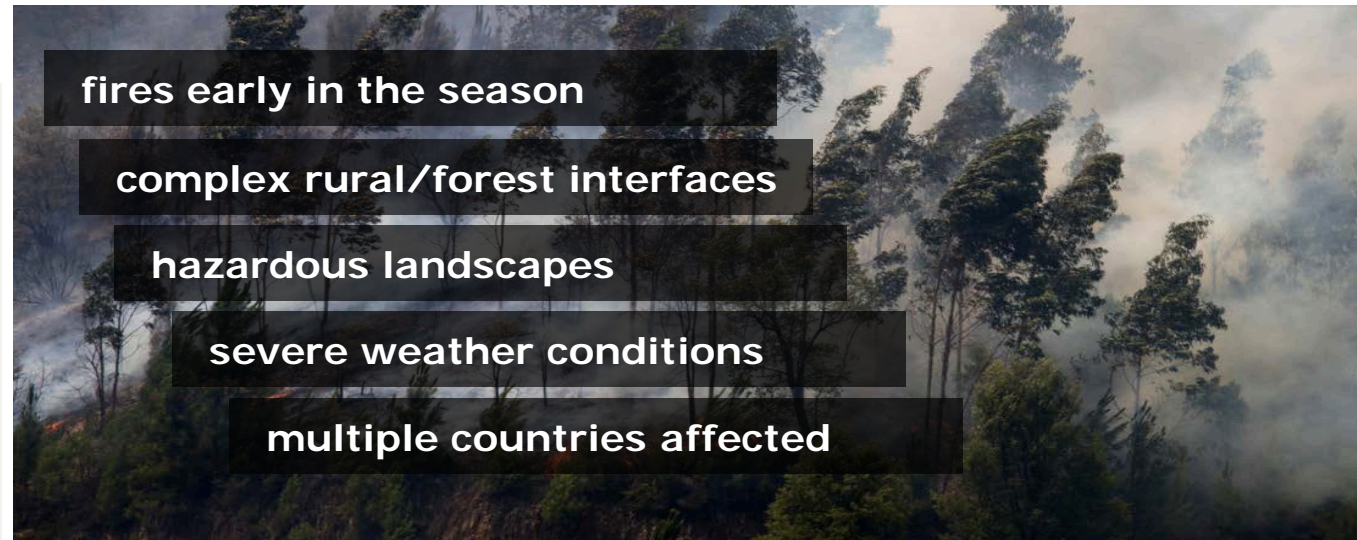 fires early in the season
complex rural/forest interfaces
hazardous landscapes
severe weather conditions
multiple countries affected